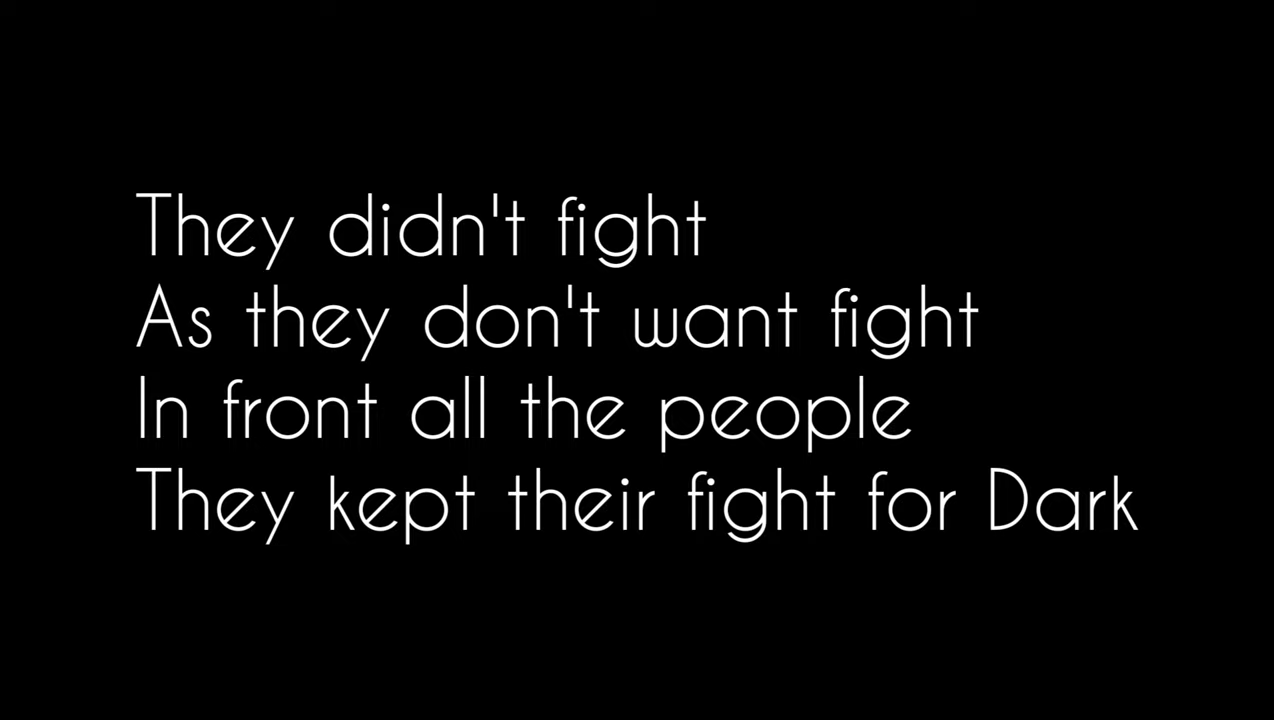 They didn't fight
As they don't want fight
In front all the people
They kept their fight for Dark